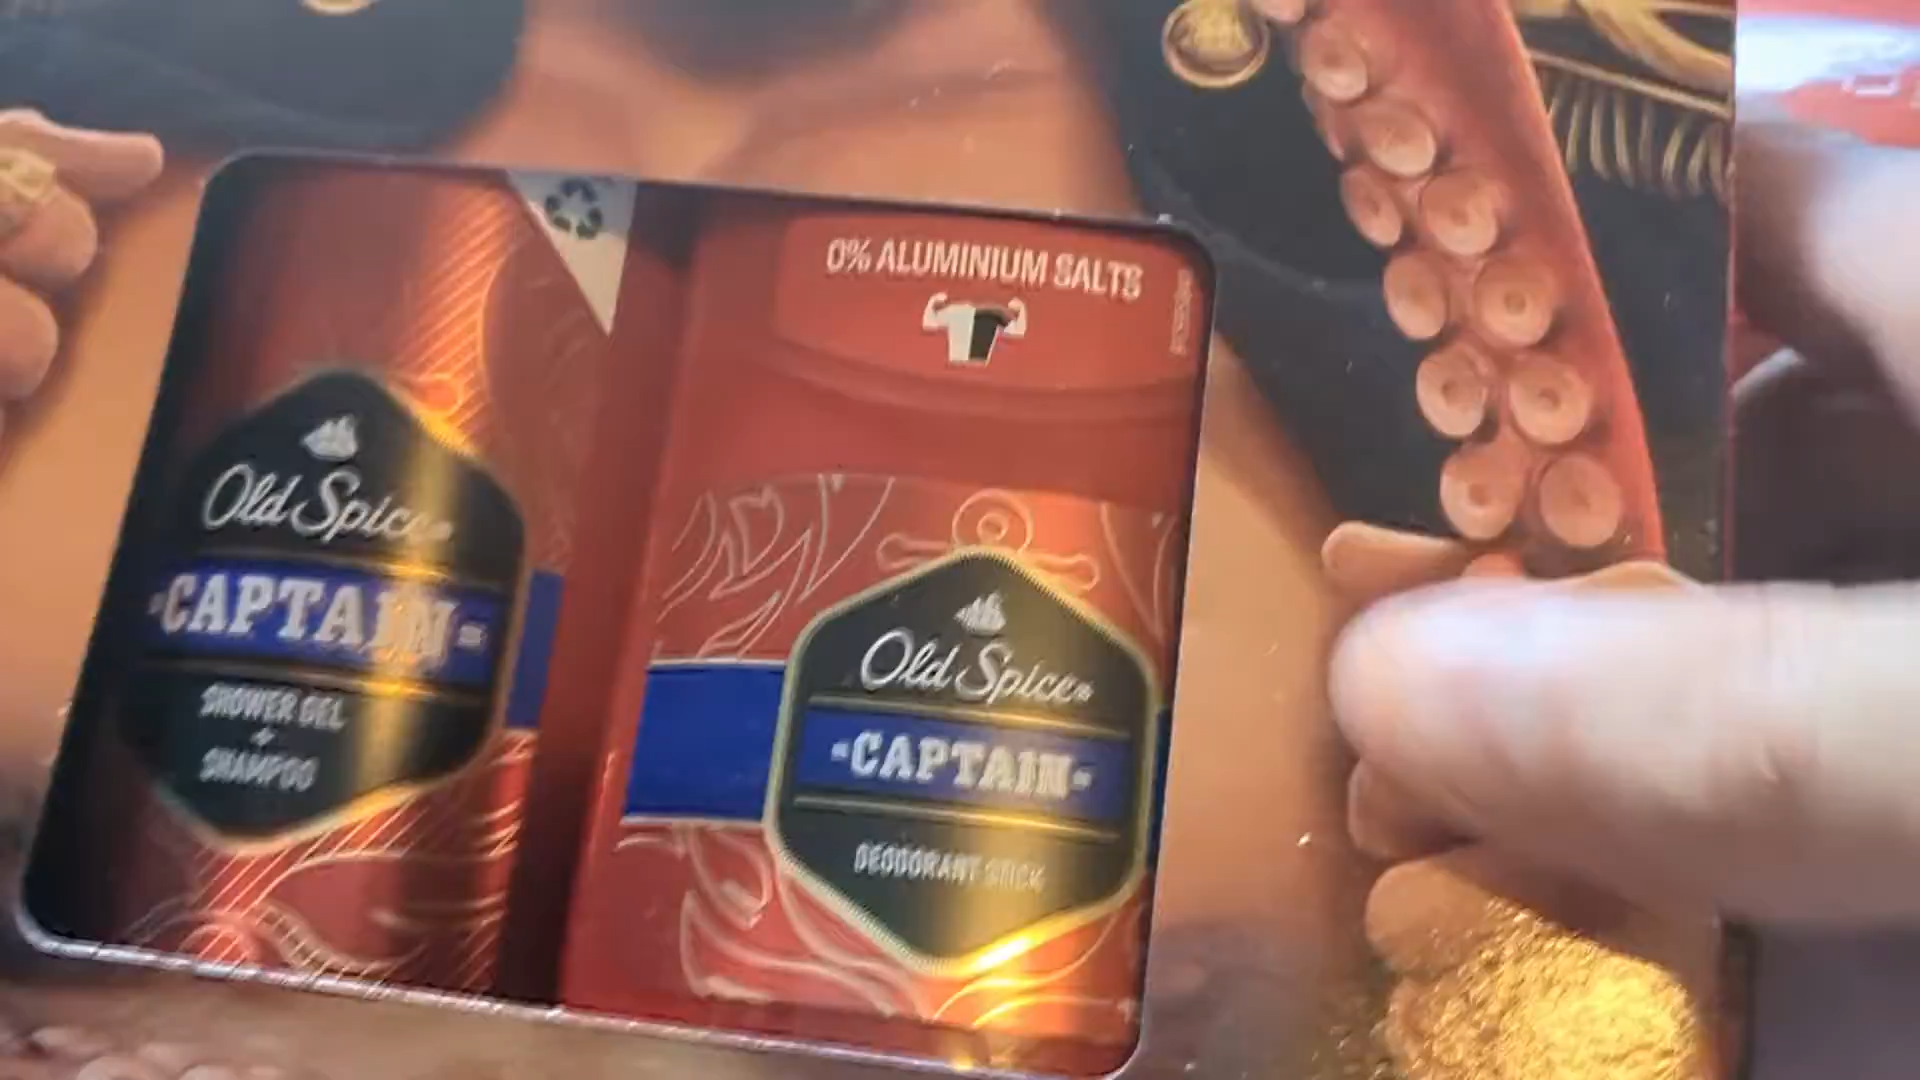 Old Spice
CAPTAIN
SHOWER GEL
+
SHAMPOO
0% ALUMINIUM SALTS
Old Spice
CAPTAIN
DEODORANT STICK